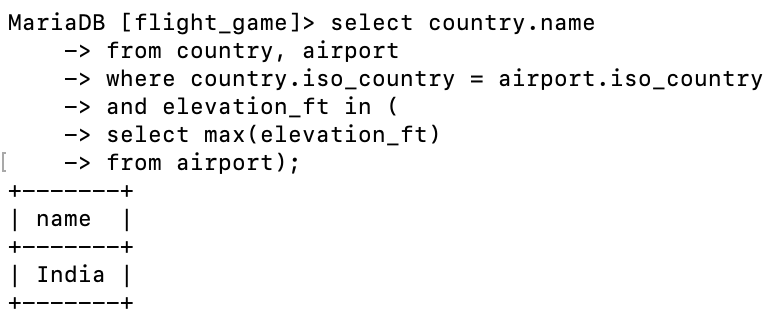 MariaDB [flight_game]> select country.name
    -> from country, airport
    -> where country.iso_country = airport.iso_country
    -> and elevation_ft in (
    -> select max(elevation_ft)
[    -> from airport);
+-------+
| name  |
+-------+
| India |
+-------+